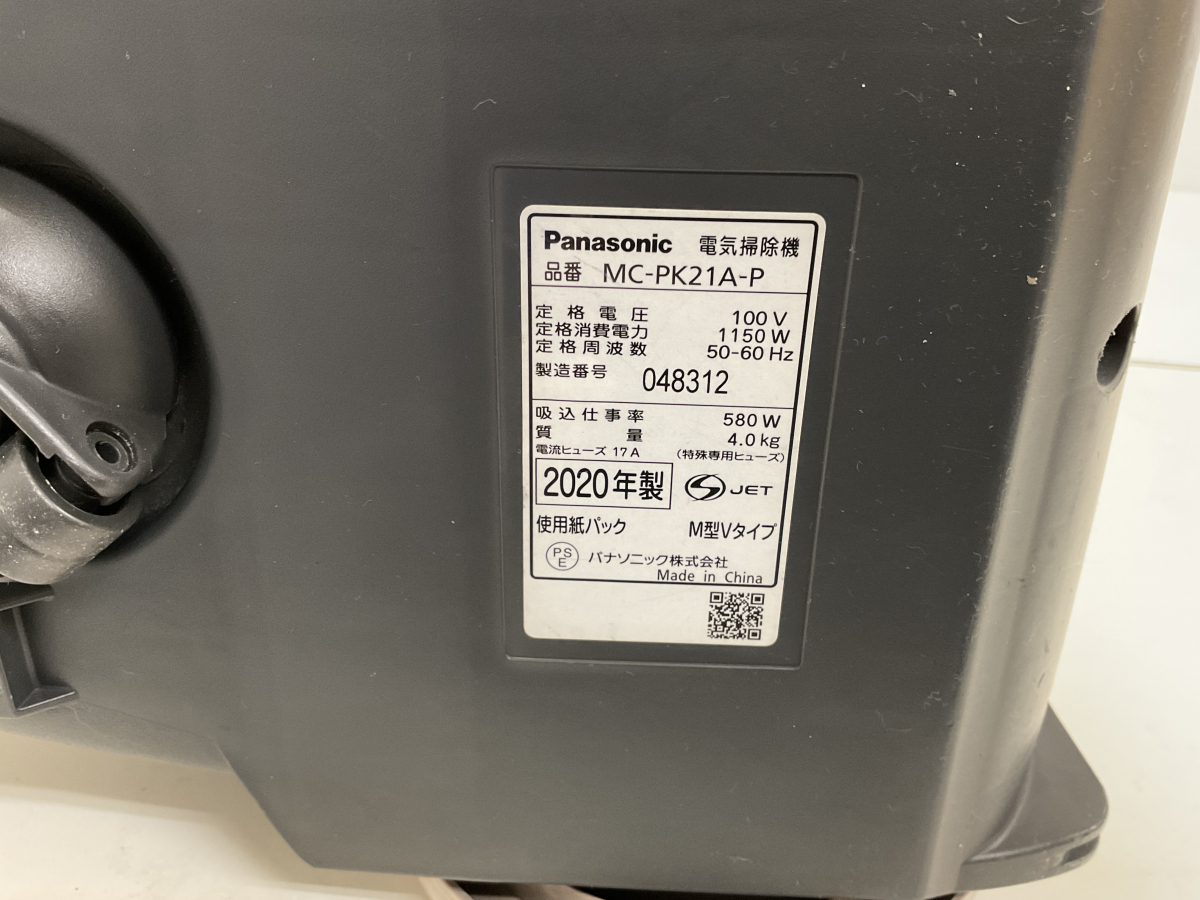 Panasonic 電気掃除機
品番 MC-PK21A-P
定格電圧 100 V
定格消費電力 1150 W
定格周波数 50-60 Hz
製造番号 048312
吸込仕事率 580 W
質量 4.0 kg
電流ヒューズ 17 A (特殊専用ヒューズ)
2020年製 JET
使用紙パック M型Vタイプ
PS E パナソニック株式会社
Made in China